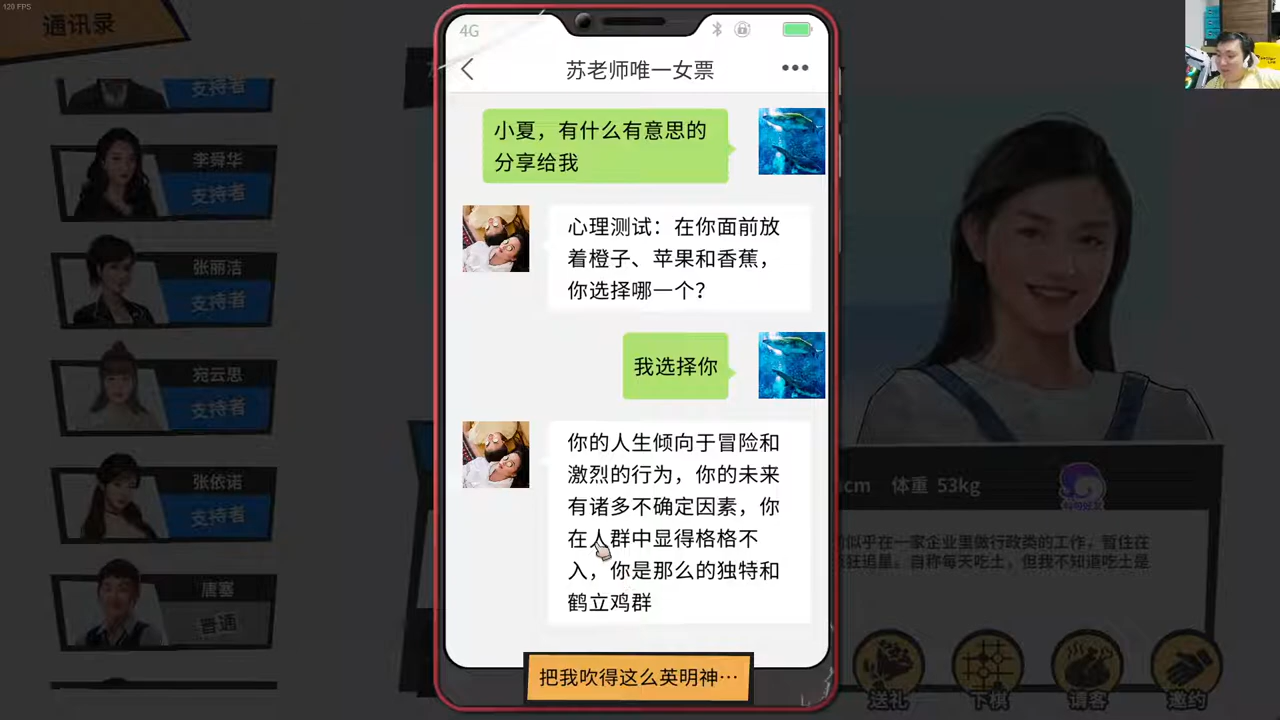 120 FPS
通讯录
4G
苏老师唯一女票
小夏，有什么有意思的
分享给我
心理测试：在你面前放
着橙子、苹果和香蕉，
你选择哪一个？
我选择你
你的人生倾向于冒险和
激烈的行为，你的未来
有诸多不确定因素，你
在人群中显得格格不
入，你是那么的独特和
鹤立鸡群
把我吹得这么英明神…
支持者
李舜华
支持者
张丽洁
支持者
宛云思
支持者
张依诺
支持者
唐塞
普通
cm 体重 53kg
似乎在一家企业里做行政类的工作，暂住在
狂追星。自称每天吃土，但我不知道吃土是
送礼
下棋
请客
邀约